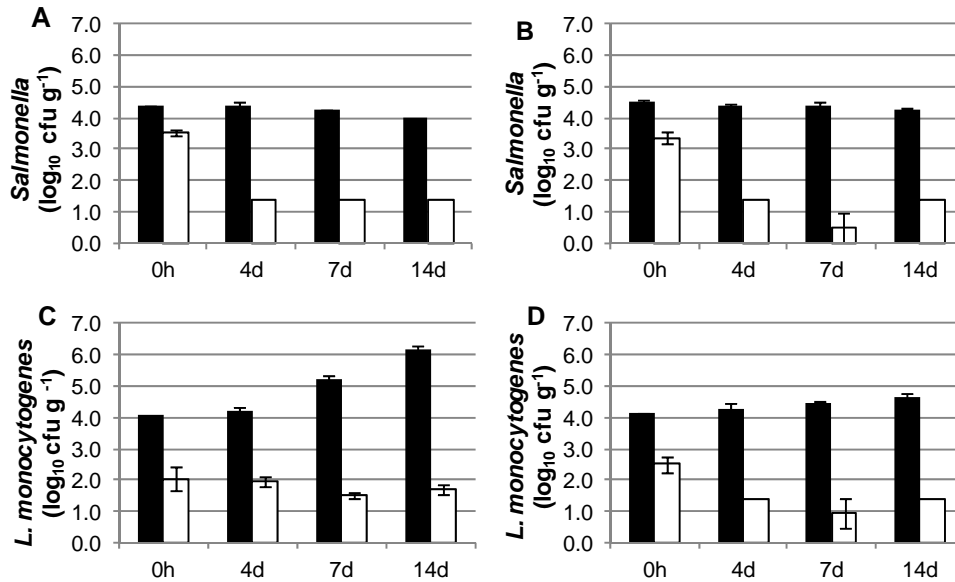 A
Salmonella
(log₁₀ cfu g⁻¹)
7.0
6.0
5.0
4.0
3.0
2.0
1.0
0.0
0h 4d 7d 14d
B
Salmonella
(log₁₀ cfu g⁻¹)
7.0
6.0
5.0
4.0
3.0
2.0
1.0
0.0
0h 4d 7d 14d
C
L. monocytogenes
(log₁₀ cfu g⁻¹)
7.0
6.0
5.0
4.0
3.0
2.0
1.0
0.0
0h 4d 7d 14d
D
L. monocytogenes
(log₁₀ cfu g⁻¹)
7.0
6.0
5.0
4.0
3.0
2.0
1.0
0.0
0h 4d 7d 14d